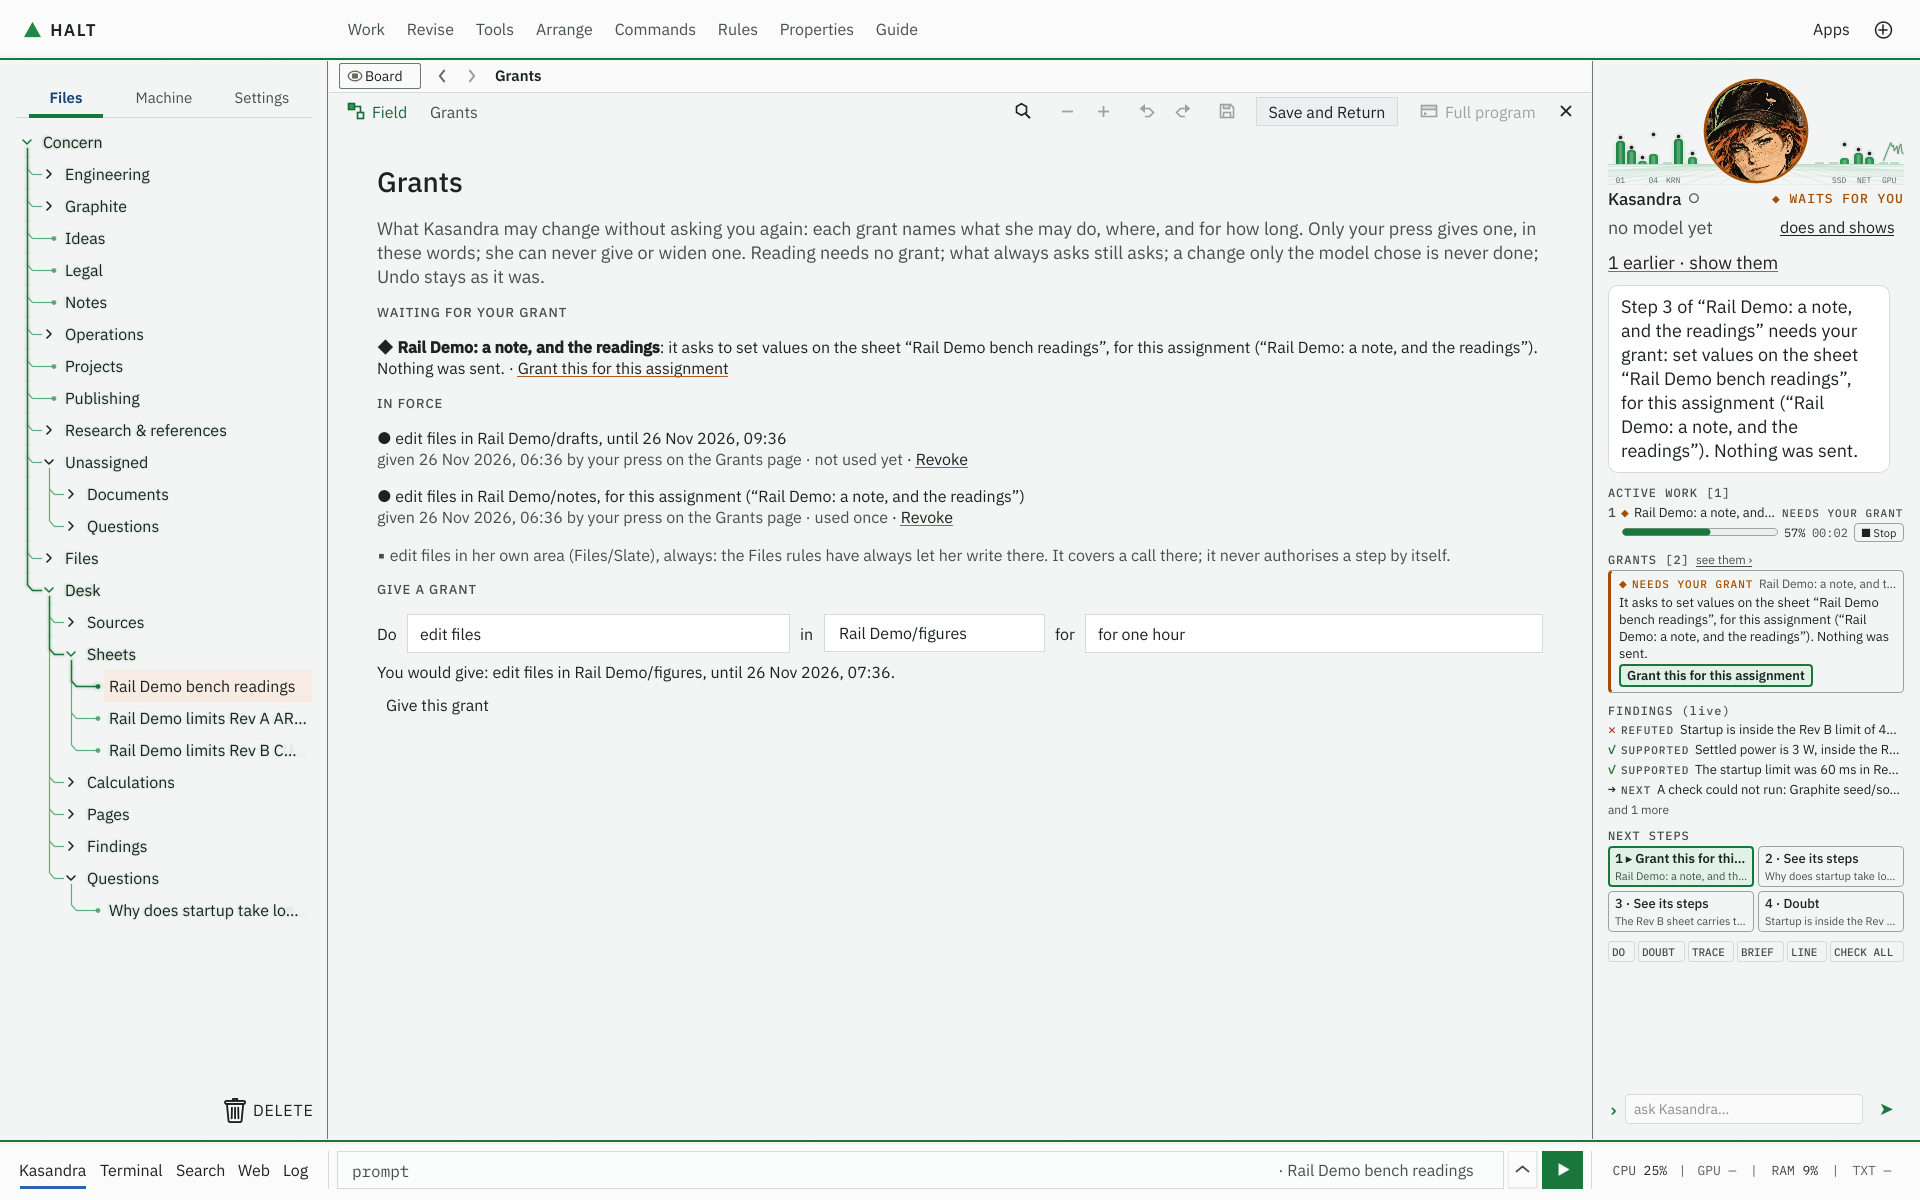 HALT
Work Revise Tools Arrange Commands Rules Properties Guide
Apps
Files Machine Settings
Concern
Engineering
Graphite
Ideas
Legal
Notes
Operations
Projects
Publishing
Research & references
Unassigned
Documents
Questions
Files
Desk
Sources
Sheets
Rail Demo bench readings
Rail Demo limits Rev A AR...
Rail Demo limits Rev B C...
Calculations
Pages
Findings
Questions
Why does startup take lo...
DELETE
Board Grants
Field Grants
Save and Return Full program
Grants
What Kasandra may change without asking you again: each grant names what she may do, where, and for how long. Only your press gives one, in
these words; she can never give or widen one. Reading needs no grant; what always asks still asks; a change only the model chose is never done;
Undo stays as it was.
WAITING FOR YOUR GRANT
◆ Rail Demo: a note, and the readings: it asks to set values on the sheet “Rail Demo bench readings”, for this assignment (“Rail Demo: a note, and the readings”).
Nothing was sent. · Grant this for this assignment
IN FORCE
● edit files in Rail Demo/drafts, until 26 Nov 2026, 09:36
given 26 Nov 2026, 06:36 by your press on the Grants page · not used yet · Revoke
● edit files in Rail Demo/notes, for this assignment (“Rail Demo: a note, and the readings”)
given 26 Nov 2026, 06:36 by your press on the Grants page · used once · Revoke
▪ edit files in her own area (Files/Slate), always: the Files rules have always let her write there. It covers a call there; it never authorises a step by itself.
GIVE A GRANT
Do edit files in Rail Demo/figures for for one hour
You would give: edit files in Rail Demo/figures, until 26 Nov 2026, 07:36.
Give this grant
01 04 KRN SSD NET GPU
Kasandra ◆ WAITS FOR YOU
no model yet does and shows
1 earlier · show them
Step 3 of “Rail Demo: a note,
and the readings” needs your
grant: set values on the sheet
“Rail Demo bench readings”,
for this assignment (“Rail
Demo: a note, and the
readings”). Nothing was sent.
ACTIVE WORK [1]
1 ◆ Rail Demo: a note, and... NEEDS YOUR GRANT
57% 00:02 Stop
GRANTS [2] see them ›
◆ NEEDS YOUR GRANT Rail Demo: a note, and t...
It asks to set values on the sheet “Rail Demo
bench readings”, for this assignment (“Rail
Demo: a note, and the readings”). Nothing was
sent.
Grant this for this assignment
FINDINGS (live)
× REFUTED Startup is inside the Rev B limit of 4...
√ SUPPORTED Settled power is 3 W, inside the R...
√ SUPPORTED The startup limit was 60 ms in Re...
→ NEXT A check could not run: Graphite seed/so...
and 1 more
NEXT STEPS
1 ▸ Grant this for thi... 2 · See its steps
Rail Demo: a note, and th... Why does startup take lo...
3 · See its steps 4 · Doubt
The Rev B sheet carries t... Startup is inside the Rev ...
DO DOUBT TRACE BRIEF LINE CHECK ALL
› ask Kasandra...
Kasandra Terminal Search Web Log
prompt · Rail Demo bench readings
CPU 25% | GPU — | RAM 9% | TXT —